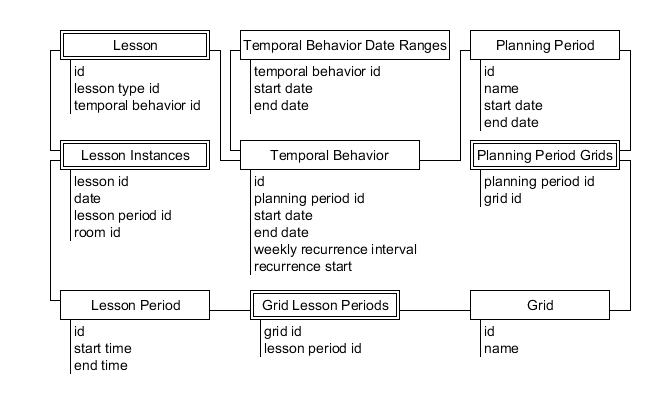 Lesson
id
lesson type id
temporal behavior id
Temporal Behavior Date Ranges
temporal behavior id
start date
end date
Planning Period
id
name
start date
end date
Lesson Instances
lesson id
date
lesson period id
room id
Temporal Behavior
id
planning period id
start date
end date
weekly recurrence interval
recurrence start
Planning Period Grids
planning period id
grid id
Lesson Period
id
start time
end time
Grid Lesson Periods
grid id
lesson period id
Grid
id
name